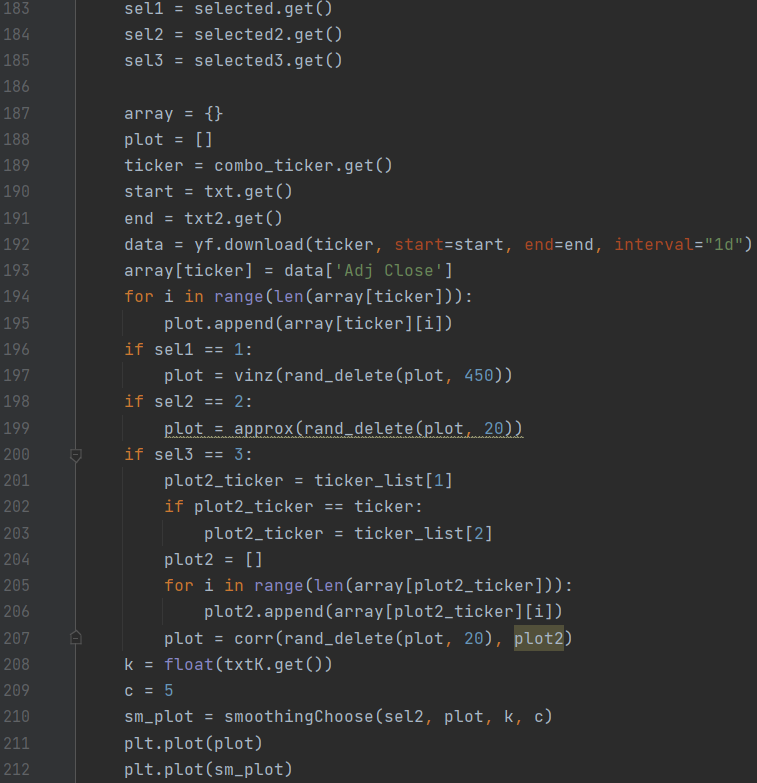 183 sel1 = selected.get()
184 sel2 = selected2.get()
185 sel3 = selected3.get()
186
187 array = {}
188 plot = []
189 ticker = combo_ticker.get()
190 start = txt.get()
191 end = txt2.get()
192 data = yf.download(ticker, start=start, end=end, interval="1d")
193 array[ticker] = data['Adj Close']
194 for i in range(len(array[ticker])):
195     plot.append(array[ticker][i])
196 if sel1 == 1:
197     plot = vinz(rand_delete(plot, 450))
198 if sel2 == 2:
199     plot = approx(rand_delete(plot, 20))
200 if sel3 == 3:
201     plot2_ticker = ticker_list[1]
202     if plot2_ticker == ticker:
203         plot2_ticker = ticker_list[2]
204     plot2 = []
205     for i in range(len(array[plot2_ticker])):
206         plot2.append(array[plot2_ticker][i])
207     plot = corr(rand_delete(plot, 20), plot2)
208 k = float(txtK.get())
209 c = 5
210 sm_plot = smoothingChoose(sel2, plot, k, c)
211 plt.plot(plot)
212 plt.plot(sm_plot)